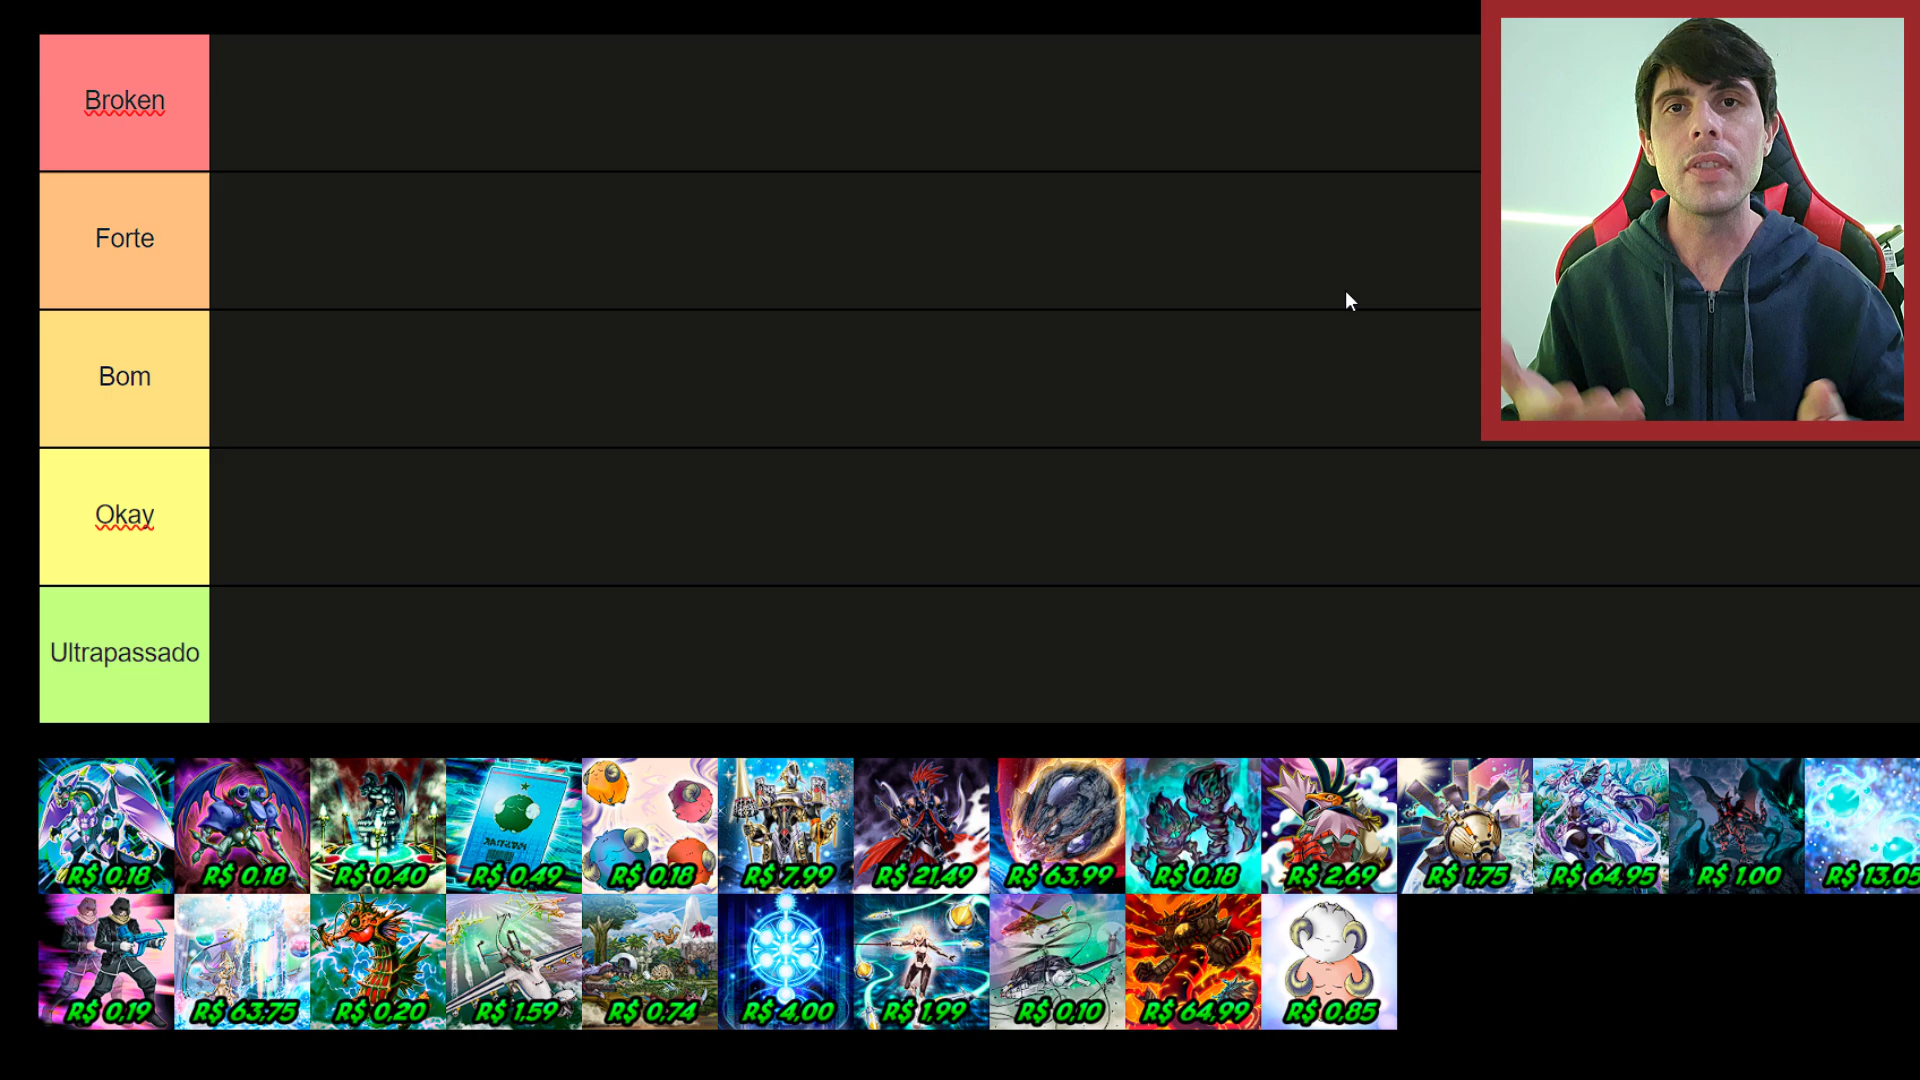 Broken
Forte
Bom
Okay
Ultrapassado
R$ 0,18 R$ 0,18 R$ 0,40 R$ 0,49 R$ 0,18 R$ 7,99 R$ 21,49 R$ 63,99 R$ 0,18 R$ 2,69 R$ 1,75 R$ 64,95 R$ 1,00 R$ 13,05
R$ 0,19 R$ 63,75 R$ 0,20 R$ 1,59 R$ 0,74 R$ 4,00 R$ 1,99 R$ 0,10 R$ 64,99 R$ 0,85